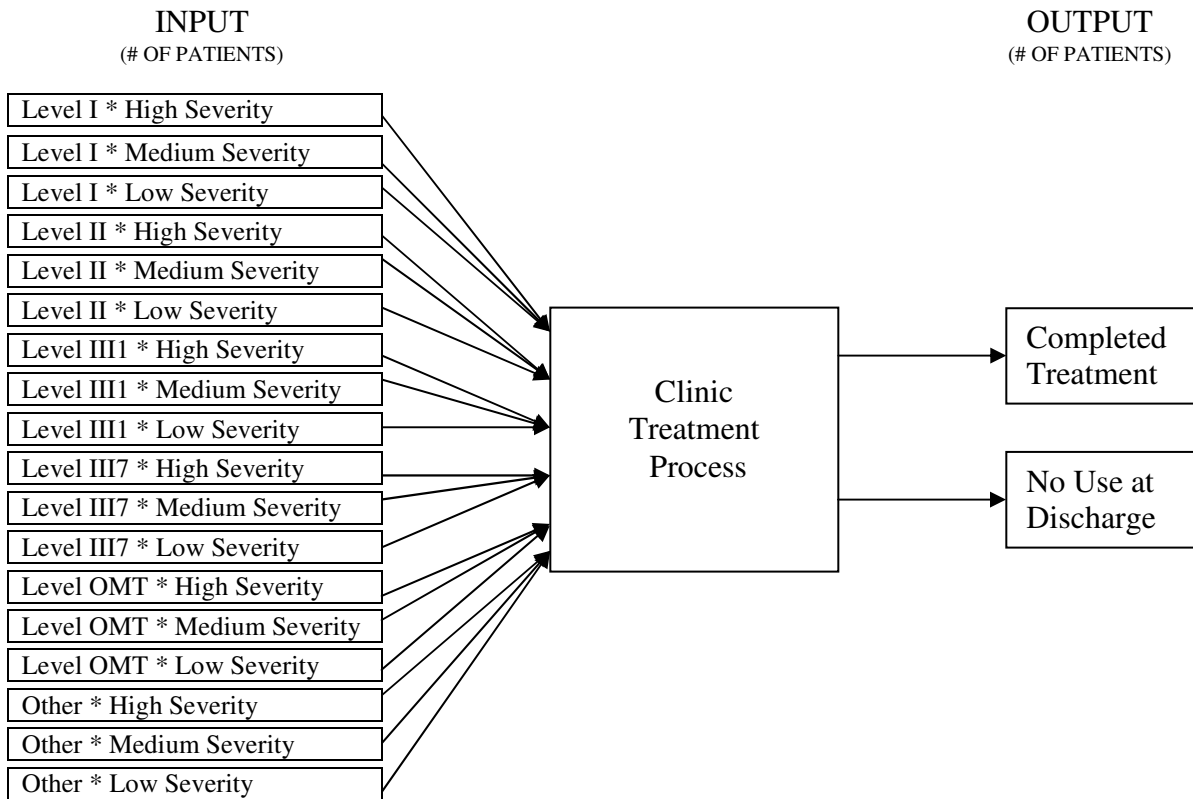 INPUT
(# OF PATIENTS)
OUTPUT
(# OF PATIENTS)
Level I * High Severity
Level I * Medium Severity
Level I * Low Severity
Level II * High Severity
Level II * Medium Severity
Level II * Low Severity
Level III1 * High Severity
Level III1 * Medium Severity
Level III1 * Low Severity
Level III7 * High Severity
Level III7 * Medium Severity
Level III7 * Low Severity
Level OMT * High Severity
Level OMT * Medium Severity
Level OMT * Low Severity
Other * High Severity
Other * Medium Severity
Other * Low Severity
Clinic
Treatment
Process
Completed
Treatment
No Use at
Discharge